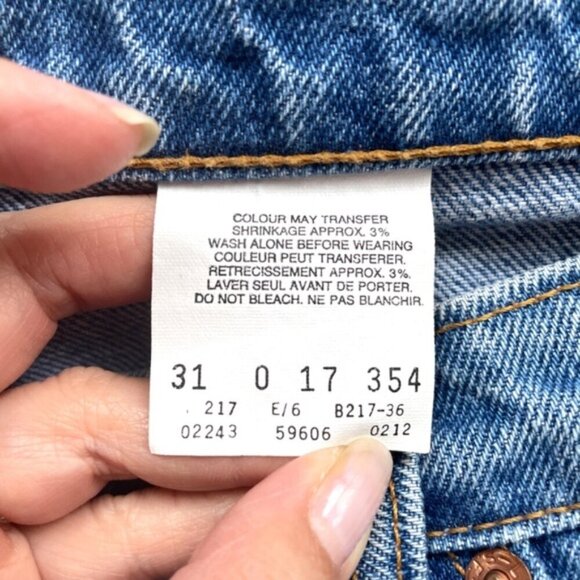 COLOUR MAY TRANSFER
SHRINKAGE APPROX. 3%
WASH ALONE BEFORE WEARING
COULEUR PEUT TRANSFERER.
RETRECISSEMENT APPROX. 3%.
LAVER SEUL AVANT DE PORTER.
DO NOT BLEACH. NE PAS BLANCHIR.
31 0 17 354
. 217 E/6 B217-36
02243 59606 0212